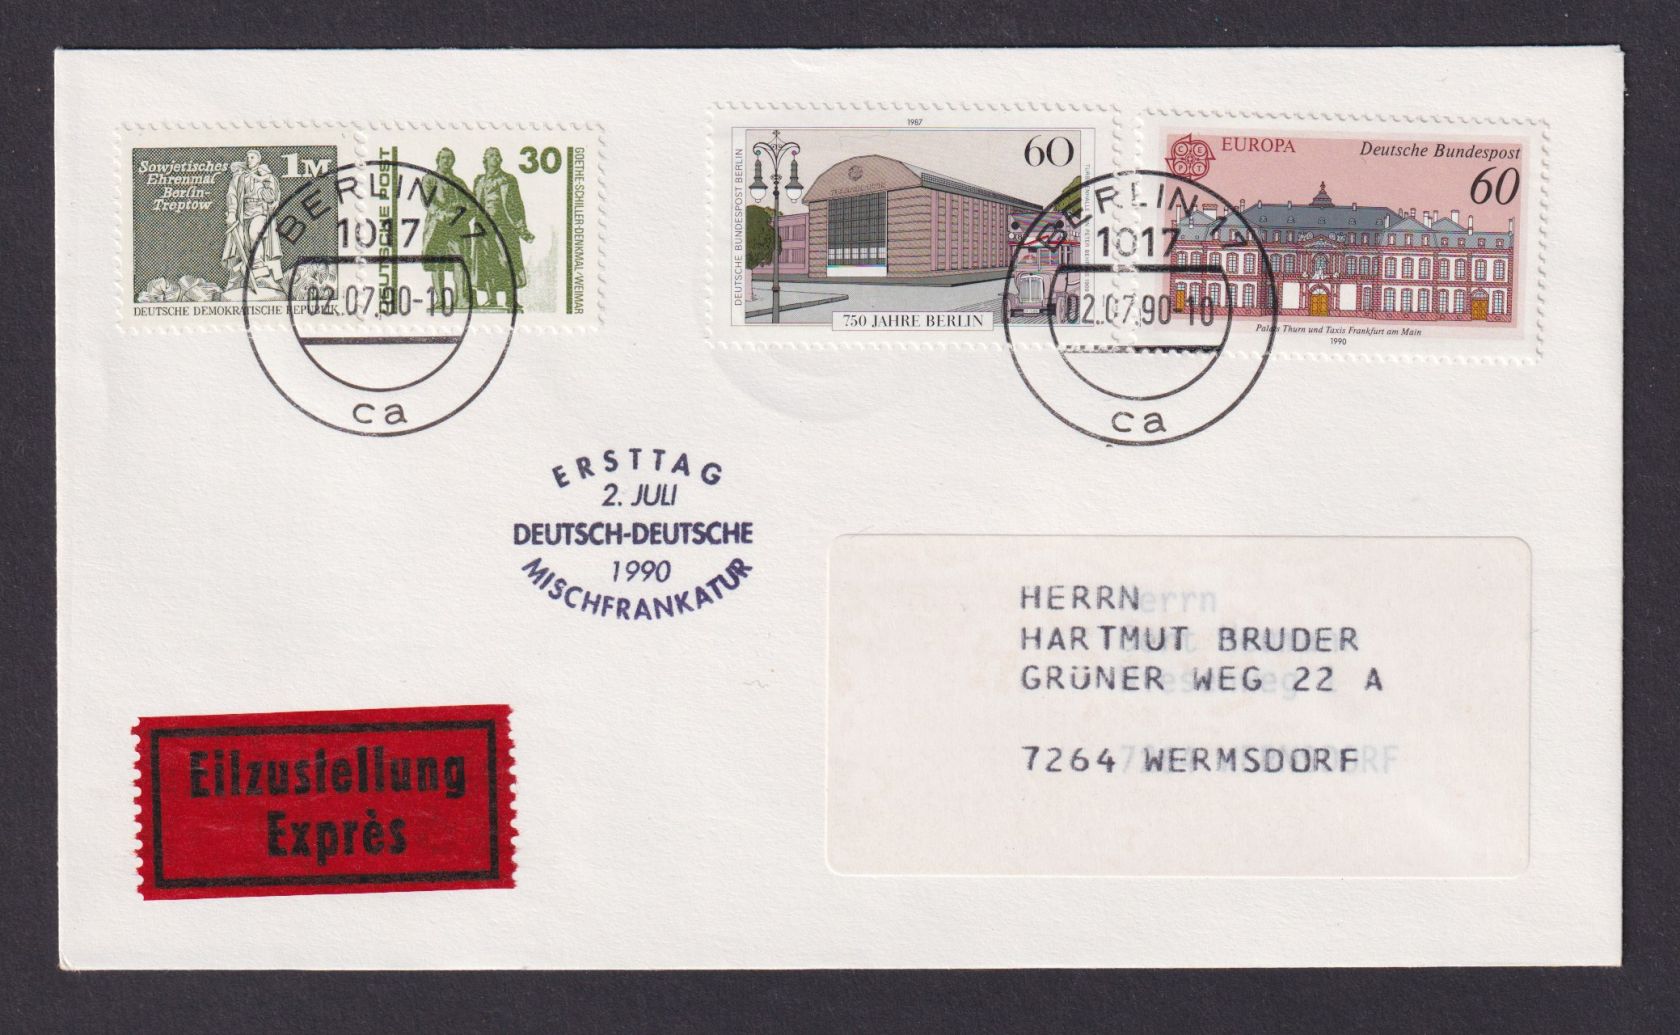 Sowjetisches
Ehrenmal
Berlin-
Treptow
1M
DEUTSCHE DEMOKRATISCHE REPUBLIK
DEUTSCHE POST
30
GOETHE-SCHILLER-DENKMAL/WEIMAR
BERLIN 17
1017
02.07.90-10
ca
1987
60
DEUTSCHE BUNDESPOST BERLIN
750 JAHRE BERLIN
BERLIN 17
1017
02.07.90-10
ca
EUROPA
CEPT
Deutsche Bundespost
60
Palais Thurn und Taxis Frankfurt am Main
1990
ERSTTAG
2. JULI
DEUTSCH-DEUTSCHE
1990
MISCHFRANKATUR
HERRN
HARTMUT BRUDER
GRÜNER WEG 22 A
7264 WERMSDORF
Eilzustellung
Exprès